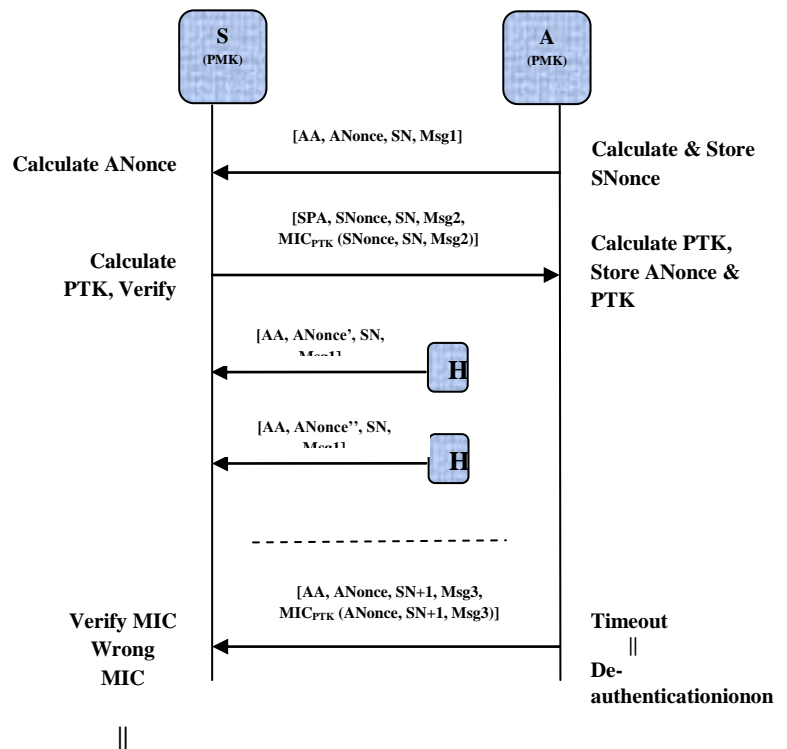 S
(PMK)
A
(PMK)
[AA, ANonce, SN, Msg1]
Calculate ANonce
Calculate & Store
SNonce
[SPA, SNonce, SN, Msg2,
MICPTK (SNonce, SN, Msg2)]
Calculate
PTK, Verify
Calculate PTK,
Store ANonce &
PTK
[AA, ANonce’, SN,
Msg1]
H
[AA, ANonce’’, SN,
Msg1]
H
[AA, ANonce, SN+1, Msg3,
MICPTK (ANonce, SN+1, Msg3)]
Verify MIC
Wrong
MIC
||
Timeout
||
De-
authenticationionon